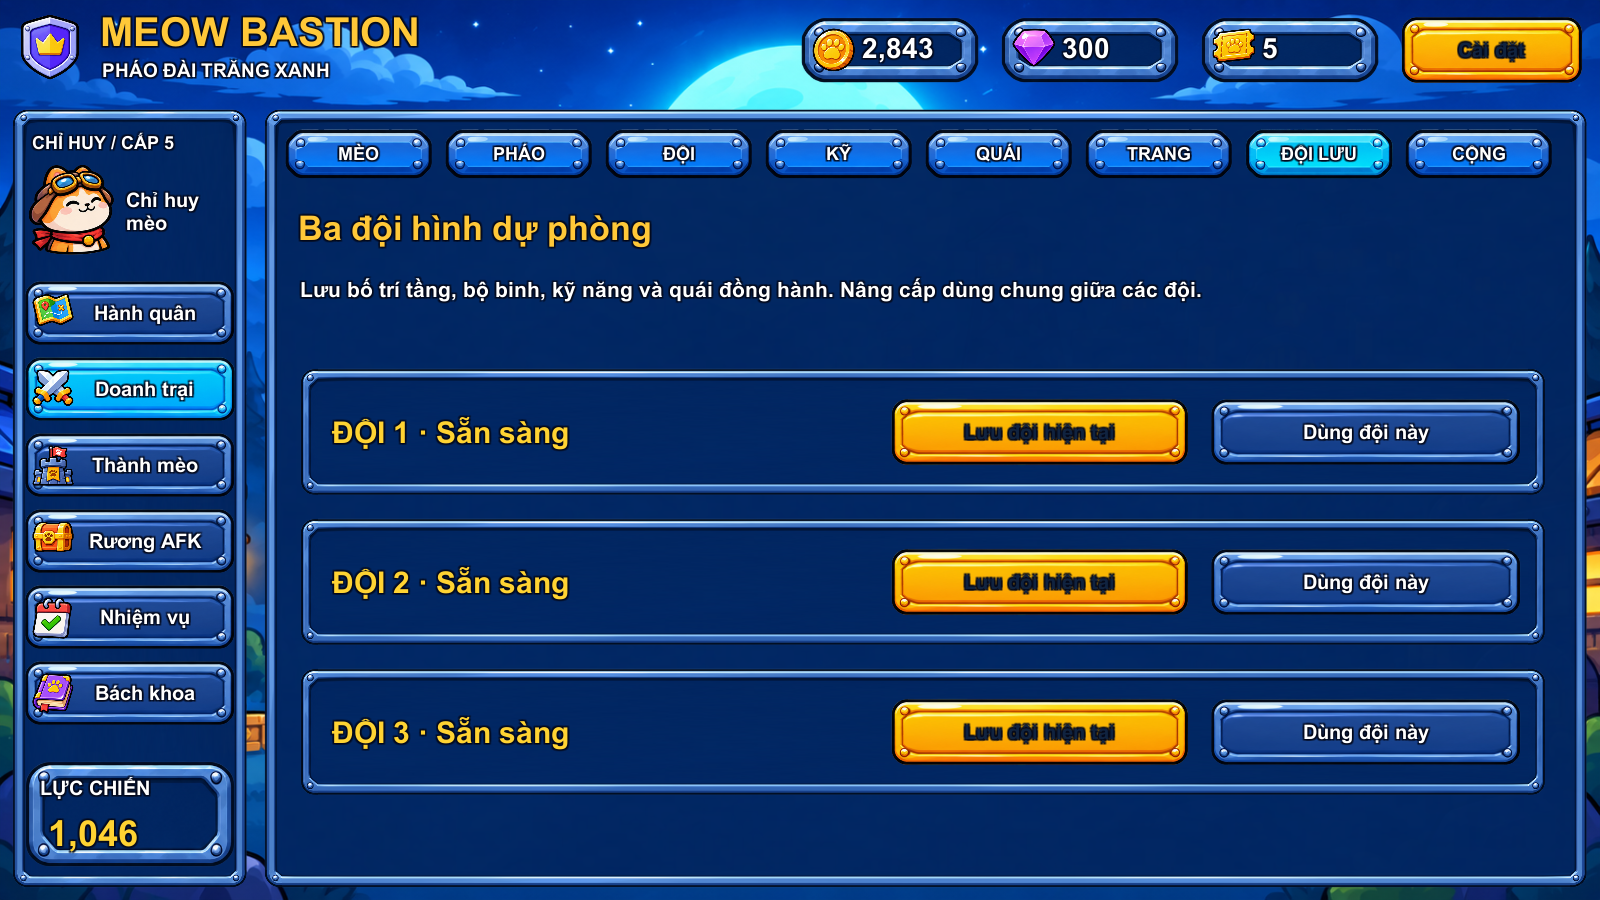 MEOW BASTION
PHÁO ĐÀI TRĂNG XANH
2,843
300
5
Cài đặt
CHỈ HUY / CẤP 5
Chỉ huy
mèo
Hành quân
Doanh trại
Thành mèo
Rương AFK
Nhiệm vụ
Bách khoa
LỰC CHIẾN
1,046
MÈO
PHÁO
ĐỘI
KỸ
QUÁI
TRANG
ĐỘI LƯU
CỘNG
Ba đội hình dự phòng
Lưu bố trí tầng, bộ binh, kỹ năng và quái đồng hành. Nâng cấp dùng chung giữa các đội.
ĐỘI 1 · Sẵn sàng
Lưu đội hiện tại
Dùng đội này
ĐỘI 2 · Sẵn sàng
Lưu đội hiện tại
Dùng đội này
ĐỘI 3 · Sẵn sàng
Lưu đội hiện tại
Dùng đội này